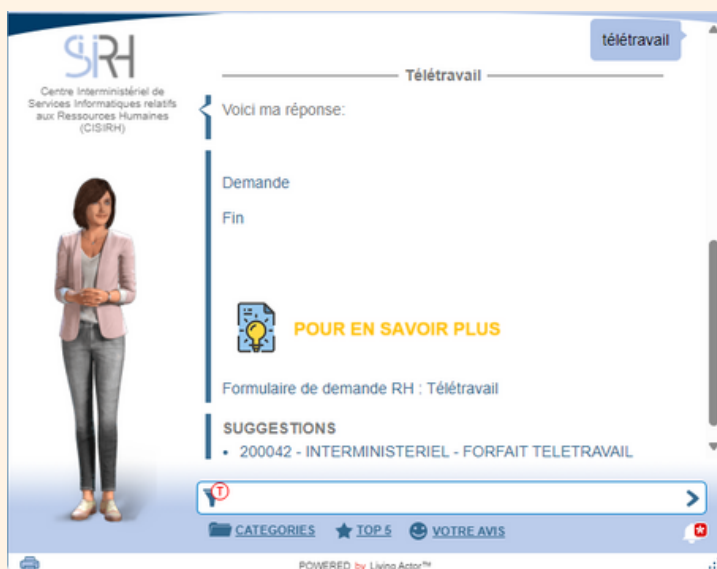 SIRH
Centre Interministériel de
Services Informatiques relatifs
aux Ressources Humaines
(CISIRH)
télétravail
Télétravail
Voici ma réponse:
Demande
Fin
POUR EN SAVOIR PLUS
Formulaire de demande RH : Télétravail
SUGGESTIONS
• 200042 - INTERMINISTERIEL - FORFAIT TELETRAVAIL
T
CATEGORIES TOP 5 VOTRE AVIS
POWERED by Living Actor™